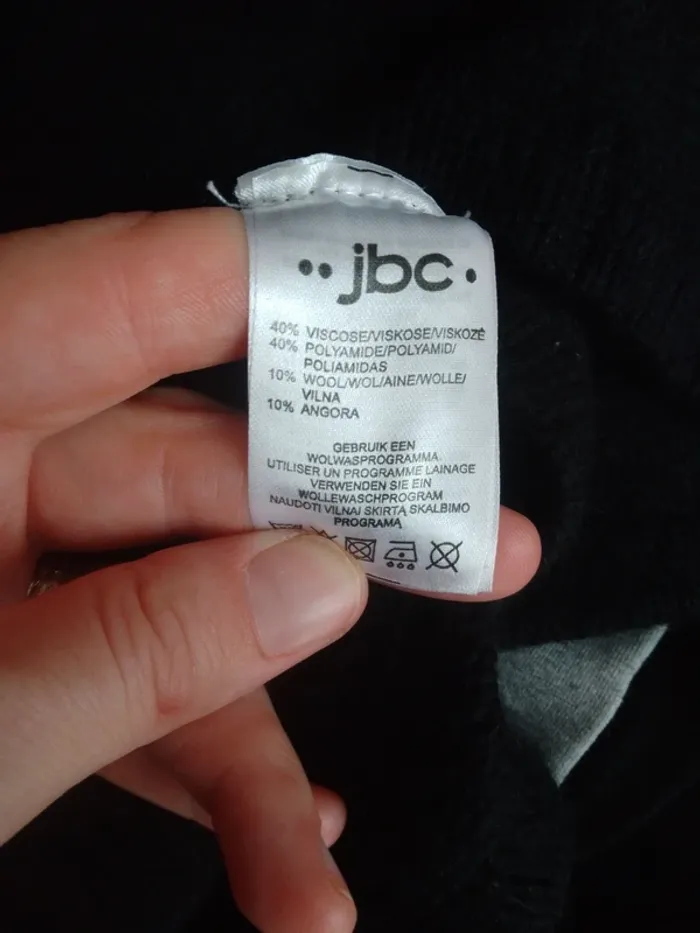 jbc
40% VISCOSE/VISKOSE/VISKOZĖ
40% POLYAMIDE/POLYAMID/
POLIAMIDAS
10% WOOL/WOL/AINE/WOLLE/
VILNA
10% ANGORA
GEBRUIK EEN
WOLWASPROGRAMMA
UTILISER UN PROGRAMME LAINAGE
VERWENDEN SIE EIN
WOLLEWASCHPROGRAM
NAUDOTI VILNAI SKIRTĄ SKALBIMO
PROGRAMĄ